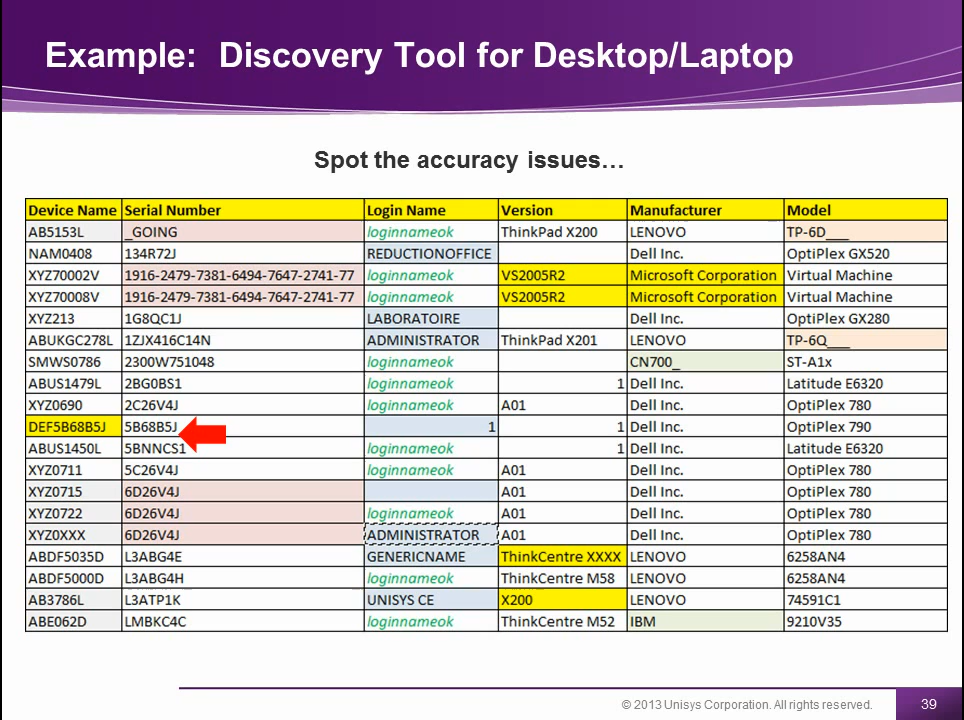 Example:  Discovery Tool for Desktop/Laptop
Spot the accuracy issues…
Device Name Serial Number Login Name Version Manufacturer Model
AB5153L _GOING loginnameok ThinkPad X200 LENOVO TP-6D___
NAM0408 134R72J REDUCTIONOFFICE Dell Inc. OptiPlex GX520
XYZ70002V 1916-2479-7381-6494-7647-2741-77 loginnameok VS2005R2 Microsoft Corporation Virtual Machine
XYZ70008V 1916-2479-7381-6494-7647-2741-77 loginnameok VS2005R2 Microsoft Corporation Virtual Machine
XYZ213 1G8QC1J LABORATOIRE Dell Inc. OptiPlex GX280
ABUKGC278L 1ZJX416C14N ADMINISTRATOR ThinkPad X201 LENOVO TP-6Q___
SMWS0786 2300W751048 loginnameok CN700_ ST-A1x
ABUS1479L 2BG0BS1 loginnameok 1 Dell Inc. Latitude E6320
XYZ0690 2C26V4J loginnameok A01 Dell Inc. OptiPlex 780
DEF5B68B5J 5B68B5J 1 1 Dell Inc. OptiPlex 790
ABUS1450L 5BNNCS1 loginnameok 1 Dell Inc. Latitude E6320
XYZ0711 5C26V4J loginnameok A01 Dell Inc. OptiPlex 780
XYZ0715 6D26V4J A01 Dell Inc. OptiPlex 780
XYZ0722 6D26V4J loginnameok A01 Dell Inc. OptiPlex 780
XYZ0XXX 6D26V4J ADMINISTRATOR A01 Dell Inc. OptiPlex 780
ABDF5035D L3ABG4E GENERICNAME ThinkCentre XXXX LENOVO 6258AN4
ABDF5000D L3ABG4H loginnameok ThinkCentre M58 LENOVO 6258AN4
AB3786L L3ATP1K UNISYS CE X200 LENOVO 74591C1
ABE062D LMBKC4C loginnameok ThinkCentre M52 IBM 9210V35
© 2013 Unisys Corporation. All rights reserved. 39